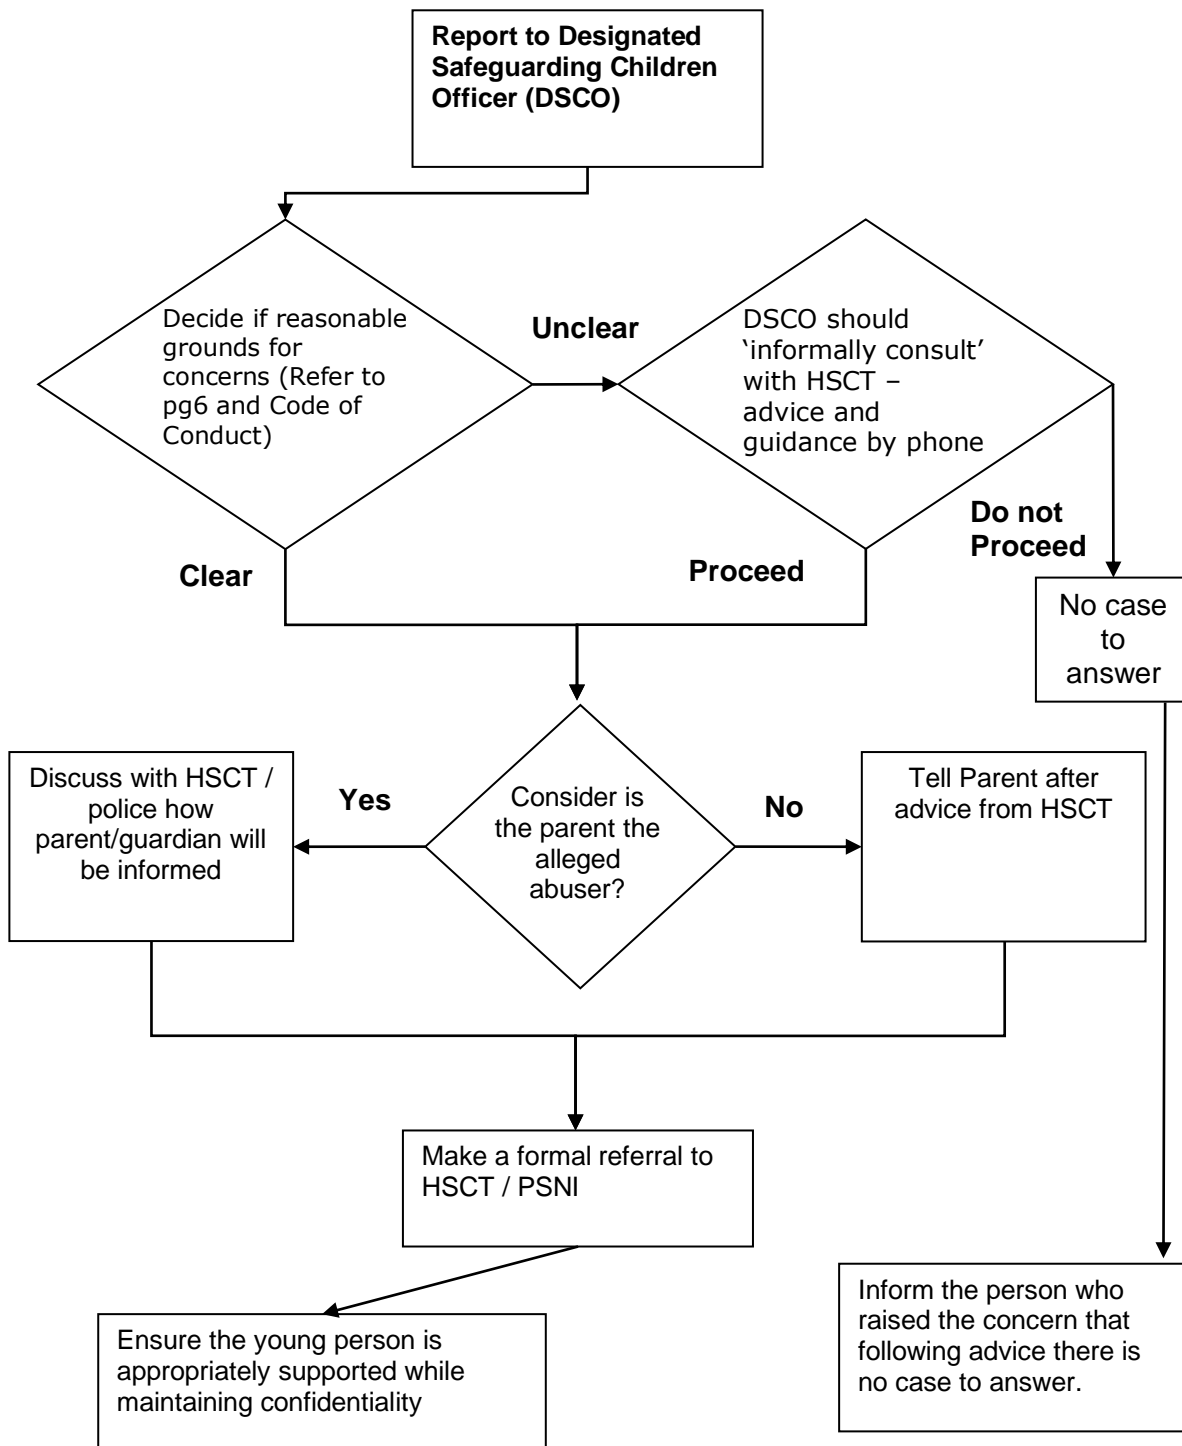 Report to Designated
Safeguarding Children
Officer (DSCO)
Decide if reasonable
grounds for
concerns (Refer to
pg6 and Code of
Conduct)
Unclear
DSCO should
‘informally consult’
with HSCT –
advice and
guidance by phone
Clear
Proceed
Do not
Proceed
No case
to
answer
Discuss with HSCT /
police how
parent/guardian will
be informed
Yes
Consider is
the parent the
alleged
abuser?
No
Tell Parent after
advice from HSCT
Make a formal referral to
HSCT / PSNI
Ensure the young person is
appropriately supported while
maintaining confidentiality
Inform the person who
raised the concern that
following advice there is
no case to answer.